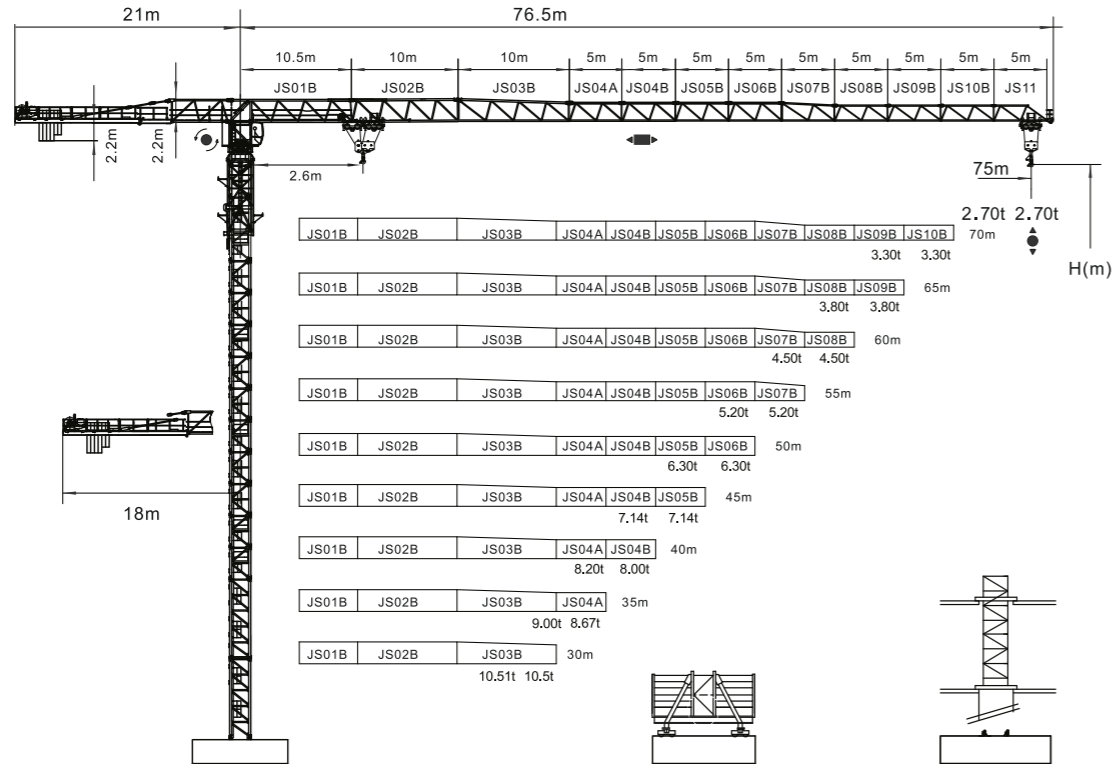 21m 76.5m
10.5m 10m 10m 5m 5m 5m 5m 5m 5m 5m 5m 5m
JS01B JS02B JS03B JS04A JS04B JS05B JS06B JS07B JS08B JS09B JS10B JS11
2.2m 2.2m
2.6m
75m
2.70t 2.70t
H(m)
JS01B JS02B JS03B JS04A JS04B JS05B JS06B JS07B JS08B JS09B JS10B 70m
3.30t 3.30t
JS01B JS02B JS03B JS04A JS04B JS05B JS06B JS07B JS08B JS09B 65m
3.80t 3.80t
JS01B JS02B JS03B JS04A JS04B JS05B JS06B JS07B JS08B 60m
4.50t 4.50t
JS01B JS02B JS03B JS04A JS04B JS05B JS06B JS07B 55m
5.20t 5.20t
JS01B JS02B JS03B JS04A JS04B JS05B JS06B 50m
6.30t 6.30t
JS01B JS02B JS03B JS04A JS04B JS05B 45m
7.14t 7.14t
18m
JS01B JS02B JS03B JS04A JS04B 40m
8.20t 8.00t
JS01B JS02B JS03B JS04A 35m
9.00t 8.67t
JS01B JS02B JS03B 30m
10.51t 10.5t